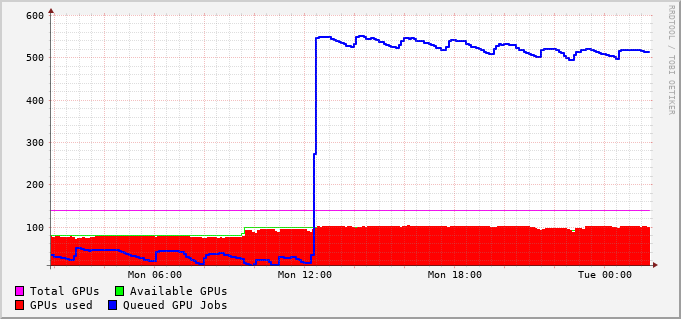 600
500
400
300
200
100
Mon 06:00 Mon 12:00 Mon 18:00 Tue 00:00
Total GPUs Available GPUs
GPUs used Queued GPU Jobs
RRDTOOL / TOBI OETIKER